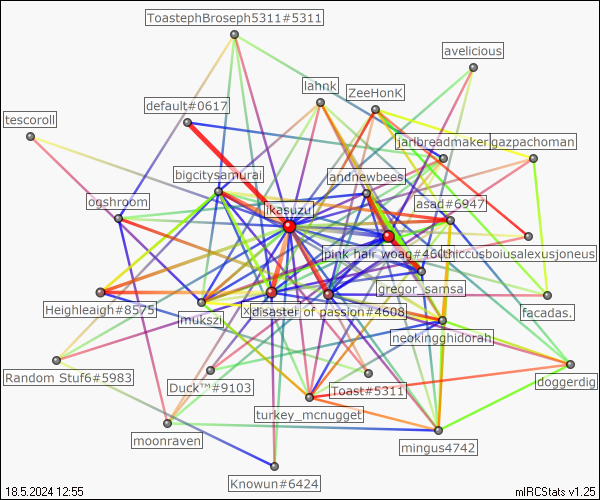 ToastephBroseph5311#5311
avelicious
lahnk
ZeeHonK
default#0617
tescoroll
jarlbreadmaker
gazpachoman
bigcitysamurai
andnewbees
ogshroom
ikasuzu
asad#6947
pink hair woag#4604
thiccusboiusalexusjoneus
gregor_samsa
Heighleaigh#8575
mukszi
disaster of passion#4608
facadas.
neokingghidorah
Random Stuf6#5983
Duck™#9103
Toast#5311
doggerdig
turkey_mcnugget
moonraven
mingus4742
Knowun#6424
18.5.2024 12:55
mIRCStats v1.25